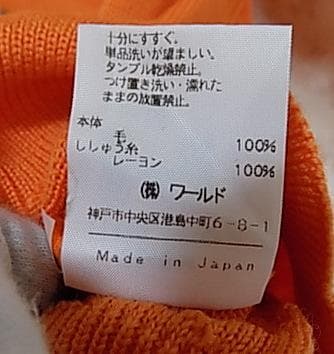 十分にすすぐ。
単品洗いが望ましい。
タンブル乾燥禁止。
つけ置き洗い・濡れた
ままの放置禁止。
本体
毛 100%
ししゅう糸
レーヨン 100%
(株) ワールド
神戸市中央区港島中町6-8-1
Made in Japan